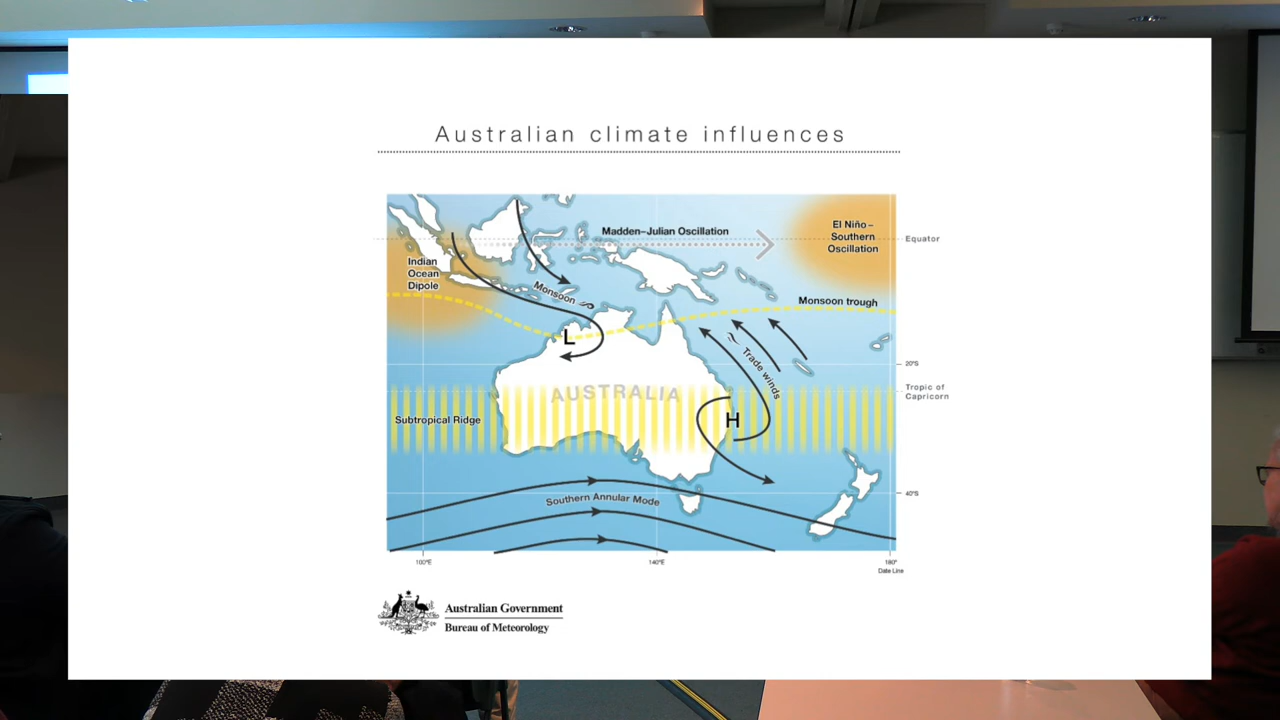 Australian climate influences
Madden–Julian Oscillation
El Niño –
Southern
Oscillation
Equator
Indian
Ocean
Dipole
Monsoon
Monsoon trough
L
Trade winds
20°S
Tropic of
Capricorn
AUSTRALIA
Subtropical Ridge
H
Southern Annular Mode
40°S
100°E
140°E
180°
Date Line
Australian Government
Bureau of Meteorology